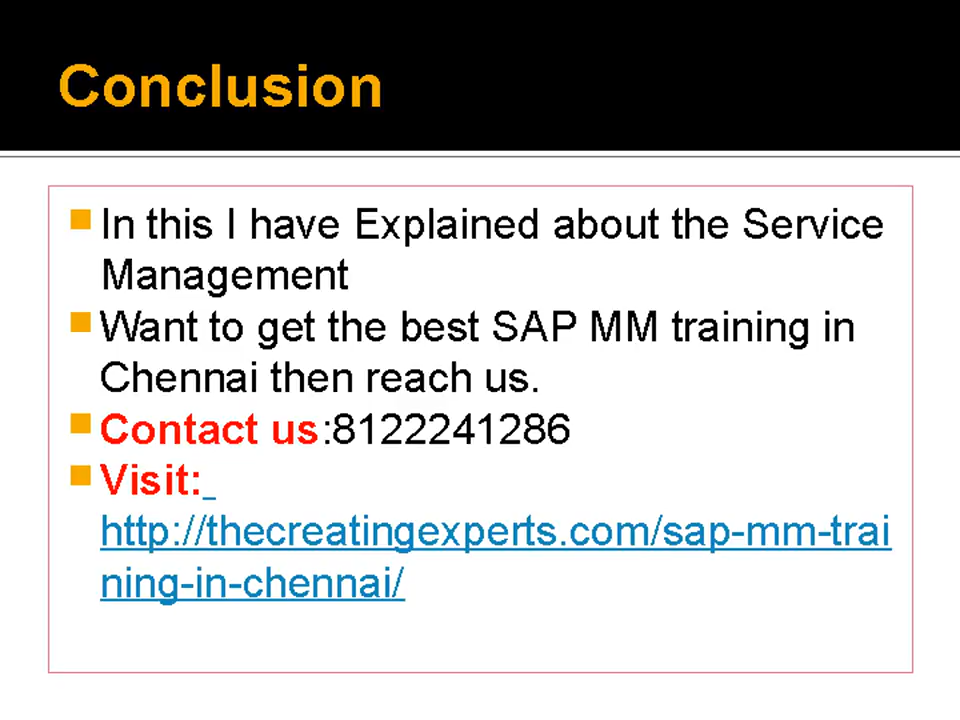 Conclusion
In this I have Explained about the Service
Management
Want to get the best SAP MM training in
Chennai then reach us.
Contact us:8122241286
Visit:
http://thecreatingexperts.com/sap-mm-trai
ning-in-chennai/